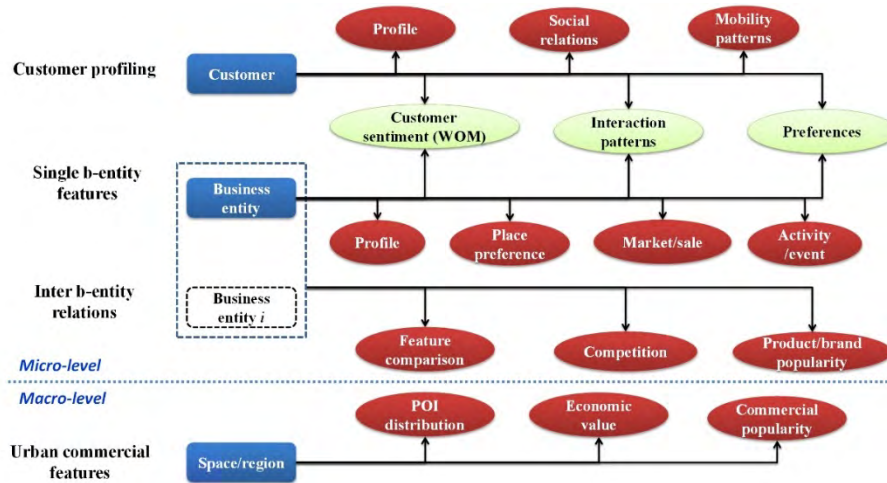 Profile
Social
relations
Mobility
patterns
Customer profiling
Customer
Customer
sentiment (WOM)
Interaction
patterns
Preferences
Single b-entity
features
Business
entity
Profile
Place
preference
Market/sale
Activity
/event
Inter b-entity
relations
Business
entity i
Feature
comparison
Competition
Product/brand
popularity
Micro-level
Macro-level
POI
distribution
Economic
value
Commercial
popularity
Urban commercial
features
Space/region